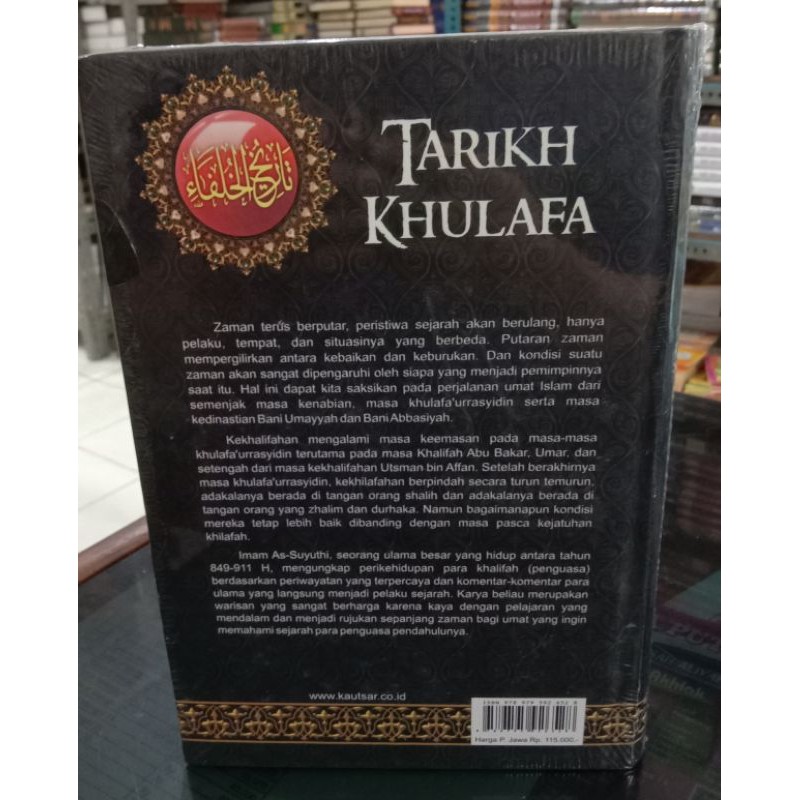 تاريخ الخلفاء
TARIKH
KHULAFA
Zaman terus berputar, peristiwa sejarah akan berulang, hanya
pelaku, tempat, dan situasinya yang berbeda. Putaran zaman
mempergilirkan antara kebaikan dan keburukan. Dan kondisi suatu
zaman akan sangat dipengaruhi oleh siapa yang menjadi pemimpinnya
saat itu. Hal ini dapat kita saksikan pada perjalanan umat Islam dari
semenjak masa kenabian, masa khulafa'urrasyidin serta masa
kedinastian Bani Umayyah dan Bani Abbasiyah.
Kekhalifahan mengalami masa keemasan pada masa-masa
khulafa'urrasyidin terutama pada masa Khalifah Abu Bakar, Umar, dan
setengah dari masa kekhalifahan Utsman bin Affan. Setelah berakhirnya
masa khulafa'urrasyidin, kekhilafahan berpindah secara turun temurun,
adakalanya berada di tangan orang shalih dan adakalanya berada di
tangan orang yang zhalim dan durhaka. Namun bagaimanapun kondisi
mereka tetap lebih baik dibanding dengan masa pasca kejatuhan
khilafah.
Imam As-Suyuthi, seorang ulama besar yang hidup antara tahun
849-911 H, mengungkap perikehidupan para khalifah (penguasa)
berdasarkan periwayatan yang terpercaya dan komentar-komentar para
ulama yang langsung menjadi pelaku sejarah. Karya beliau merupakan
warisan yang sangat berharga karena kaya dengan pelajaran yang
mendalam dan menjadi rujukan sepanjang zaman bagi umat yang ingin
memahami sejarah para penguasa pendahulunya.
www.kautsar.co.id
ISBN 978 979 592 652 8
Harga P. Jawa Rp. 115.000,-